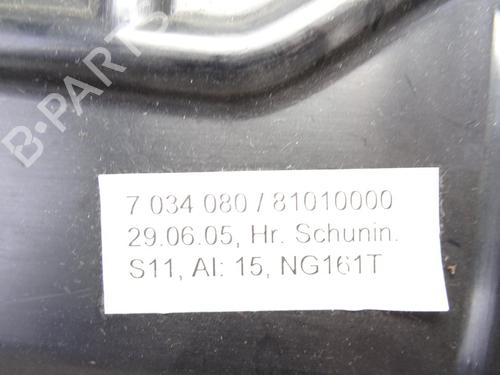 B-PARTS
7 034 080 / 81010000
29.06.05, Hr. Schunin.
S11, AI: 15, NG161T